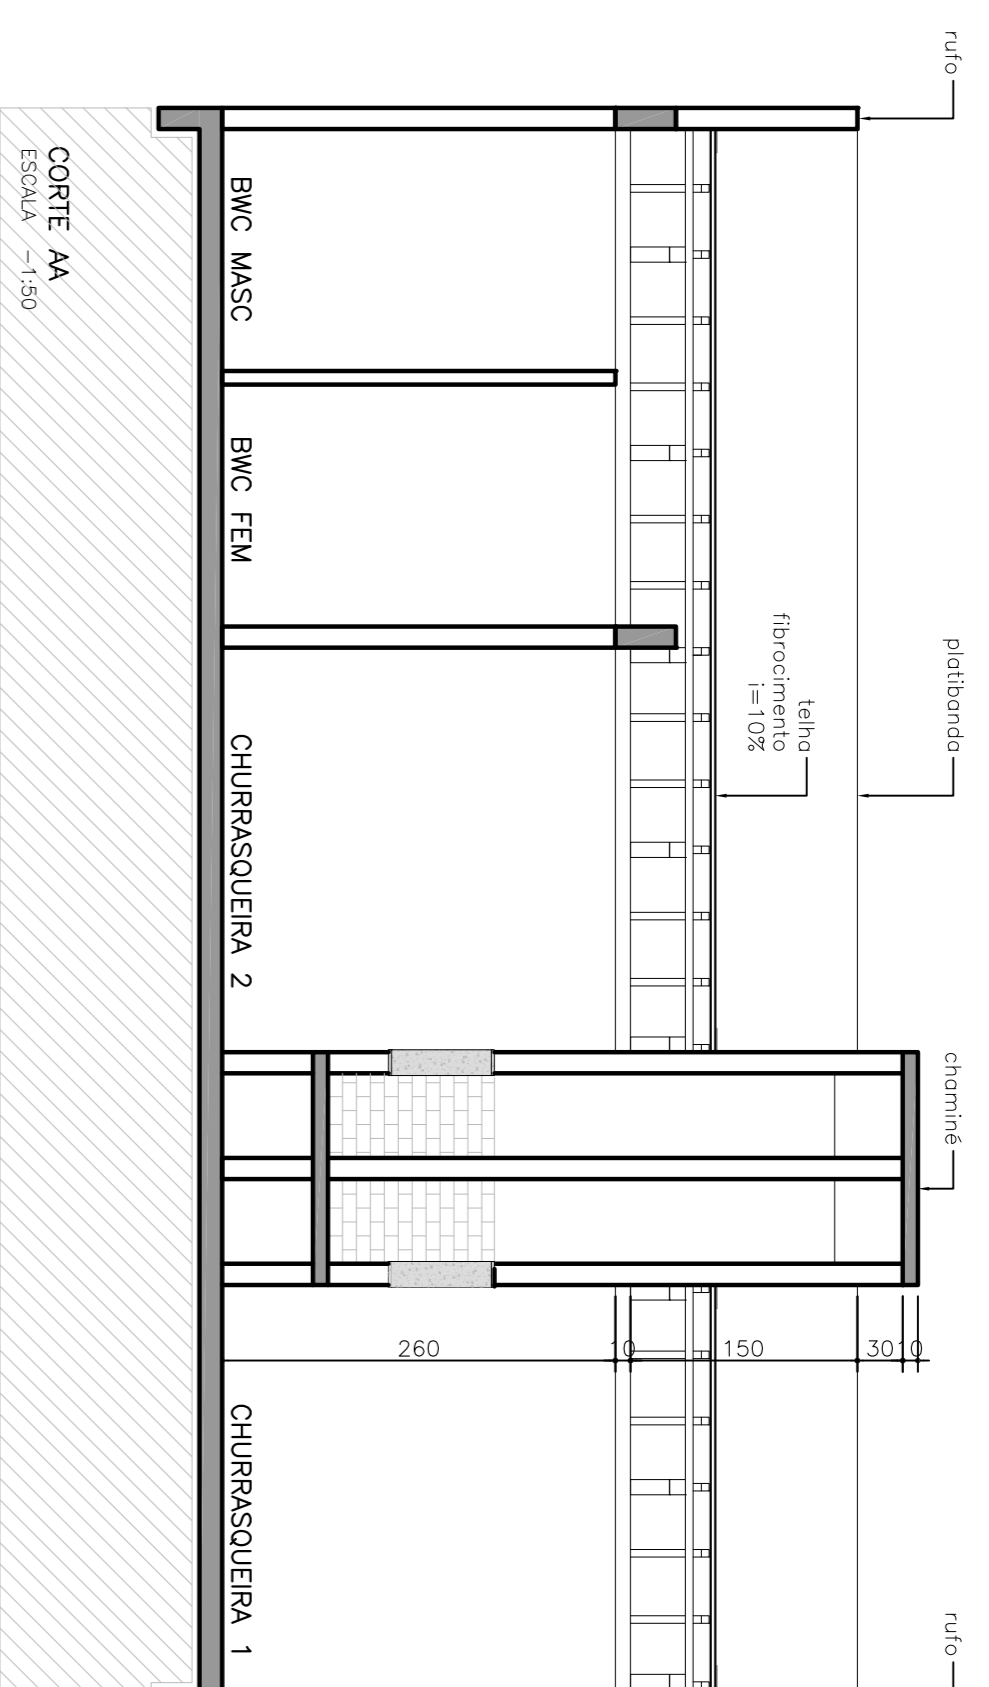 rufo
platibanda
chaminé
rufo
telha
fibrocimento
i=10%
260
10
150
30
10
BWC MASC
BWC FEM
CHURRASQUEIRA 2
CHURRASQUEIRA 1
CORTE AA
ESCALA -1:50